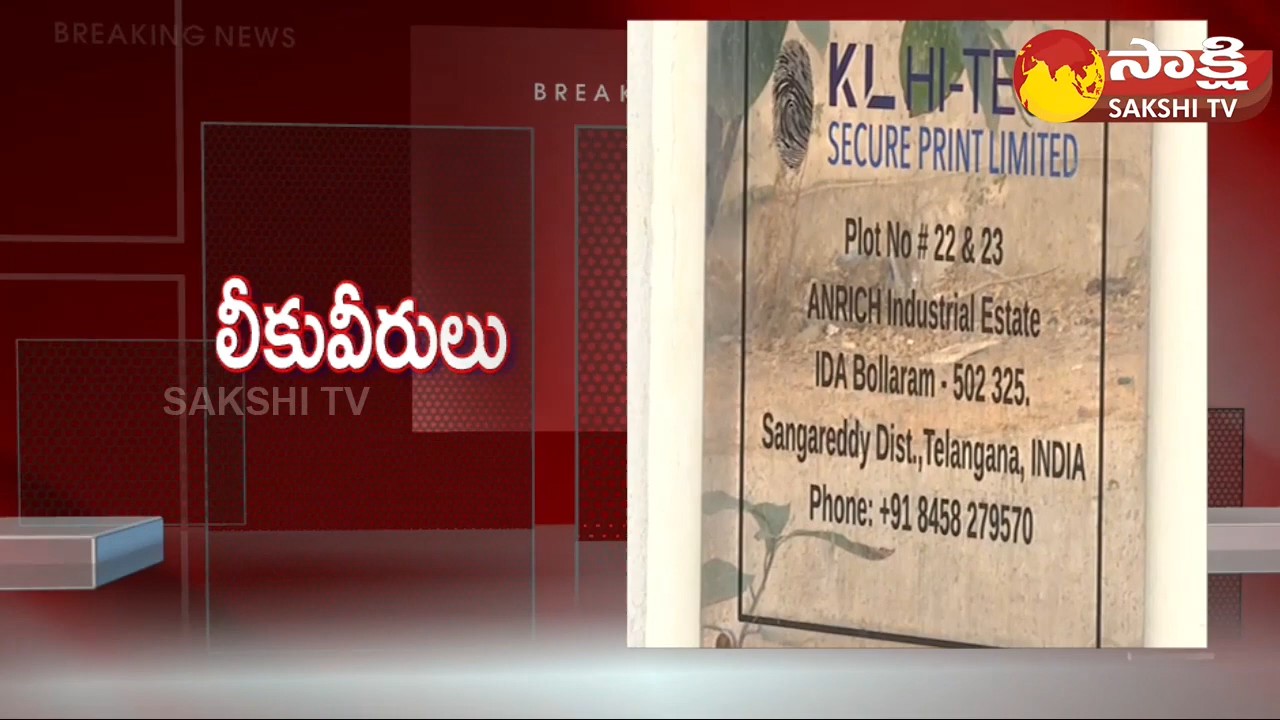 BREAKING NEWS
BREAK
లీకువీరులు
SAKSHI TV
KL HI-TE
SECURE PRINT LIMITED
Plot No # 22 & 23
ANRICH Industrial Estate
IDA Bollaram - 502 325.
Sangareddy Dist.,Telangana, INDIA
Phone: +91 8458 279570
సాక్షి
SAKSHI TV